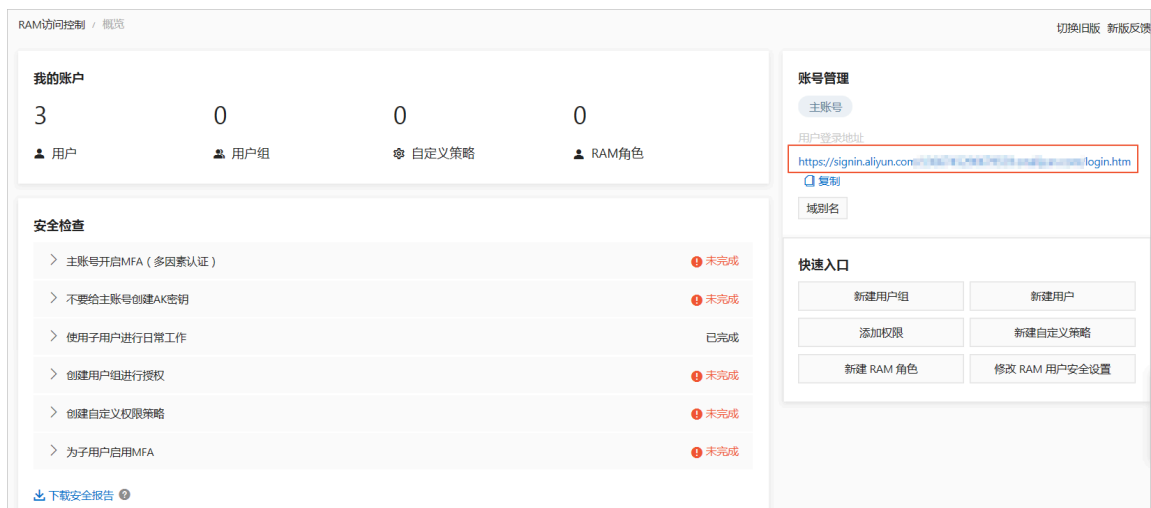 RAM访问控制 / 概览
切换旧版 新版反馈
我的账户
3
0
0
0
用户
用户组
自定义策略
RAM角色
安全检查
主账号开启MFA（多因素认证）
未完成
不要给主账号创建AK密钥
未完成
使用子用户进行日常工作
已完成
创建用户组进行授权
未完成
创建自定义权限策略
未完成
为子用户启用MFA
未完成
下载安全报告
账号管理
主账号
用户登录地址
https://signin.aliyun.com /login.htm
复制
域别名
快速入口
新建用户组
新建用户
添加权限
新建自定义策略
新建 RAM 角色
修改 RAM 用户安全设置